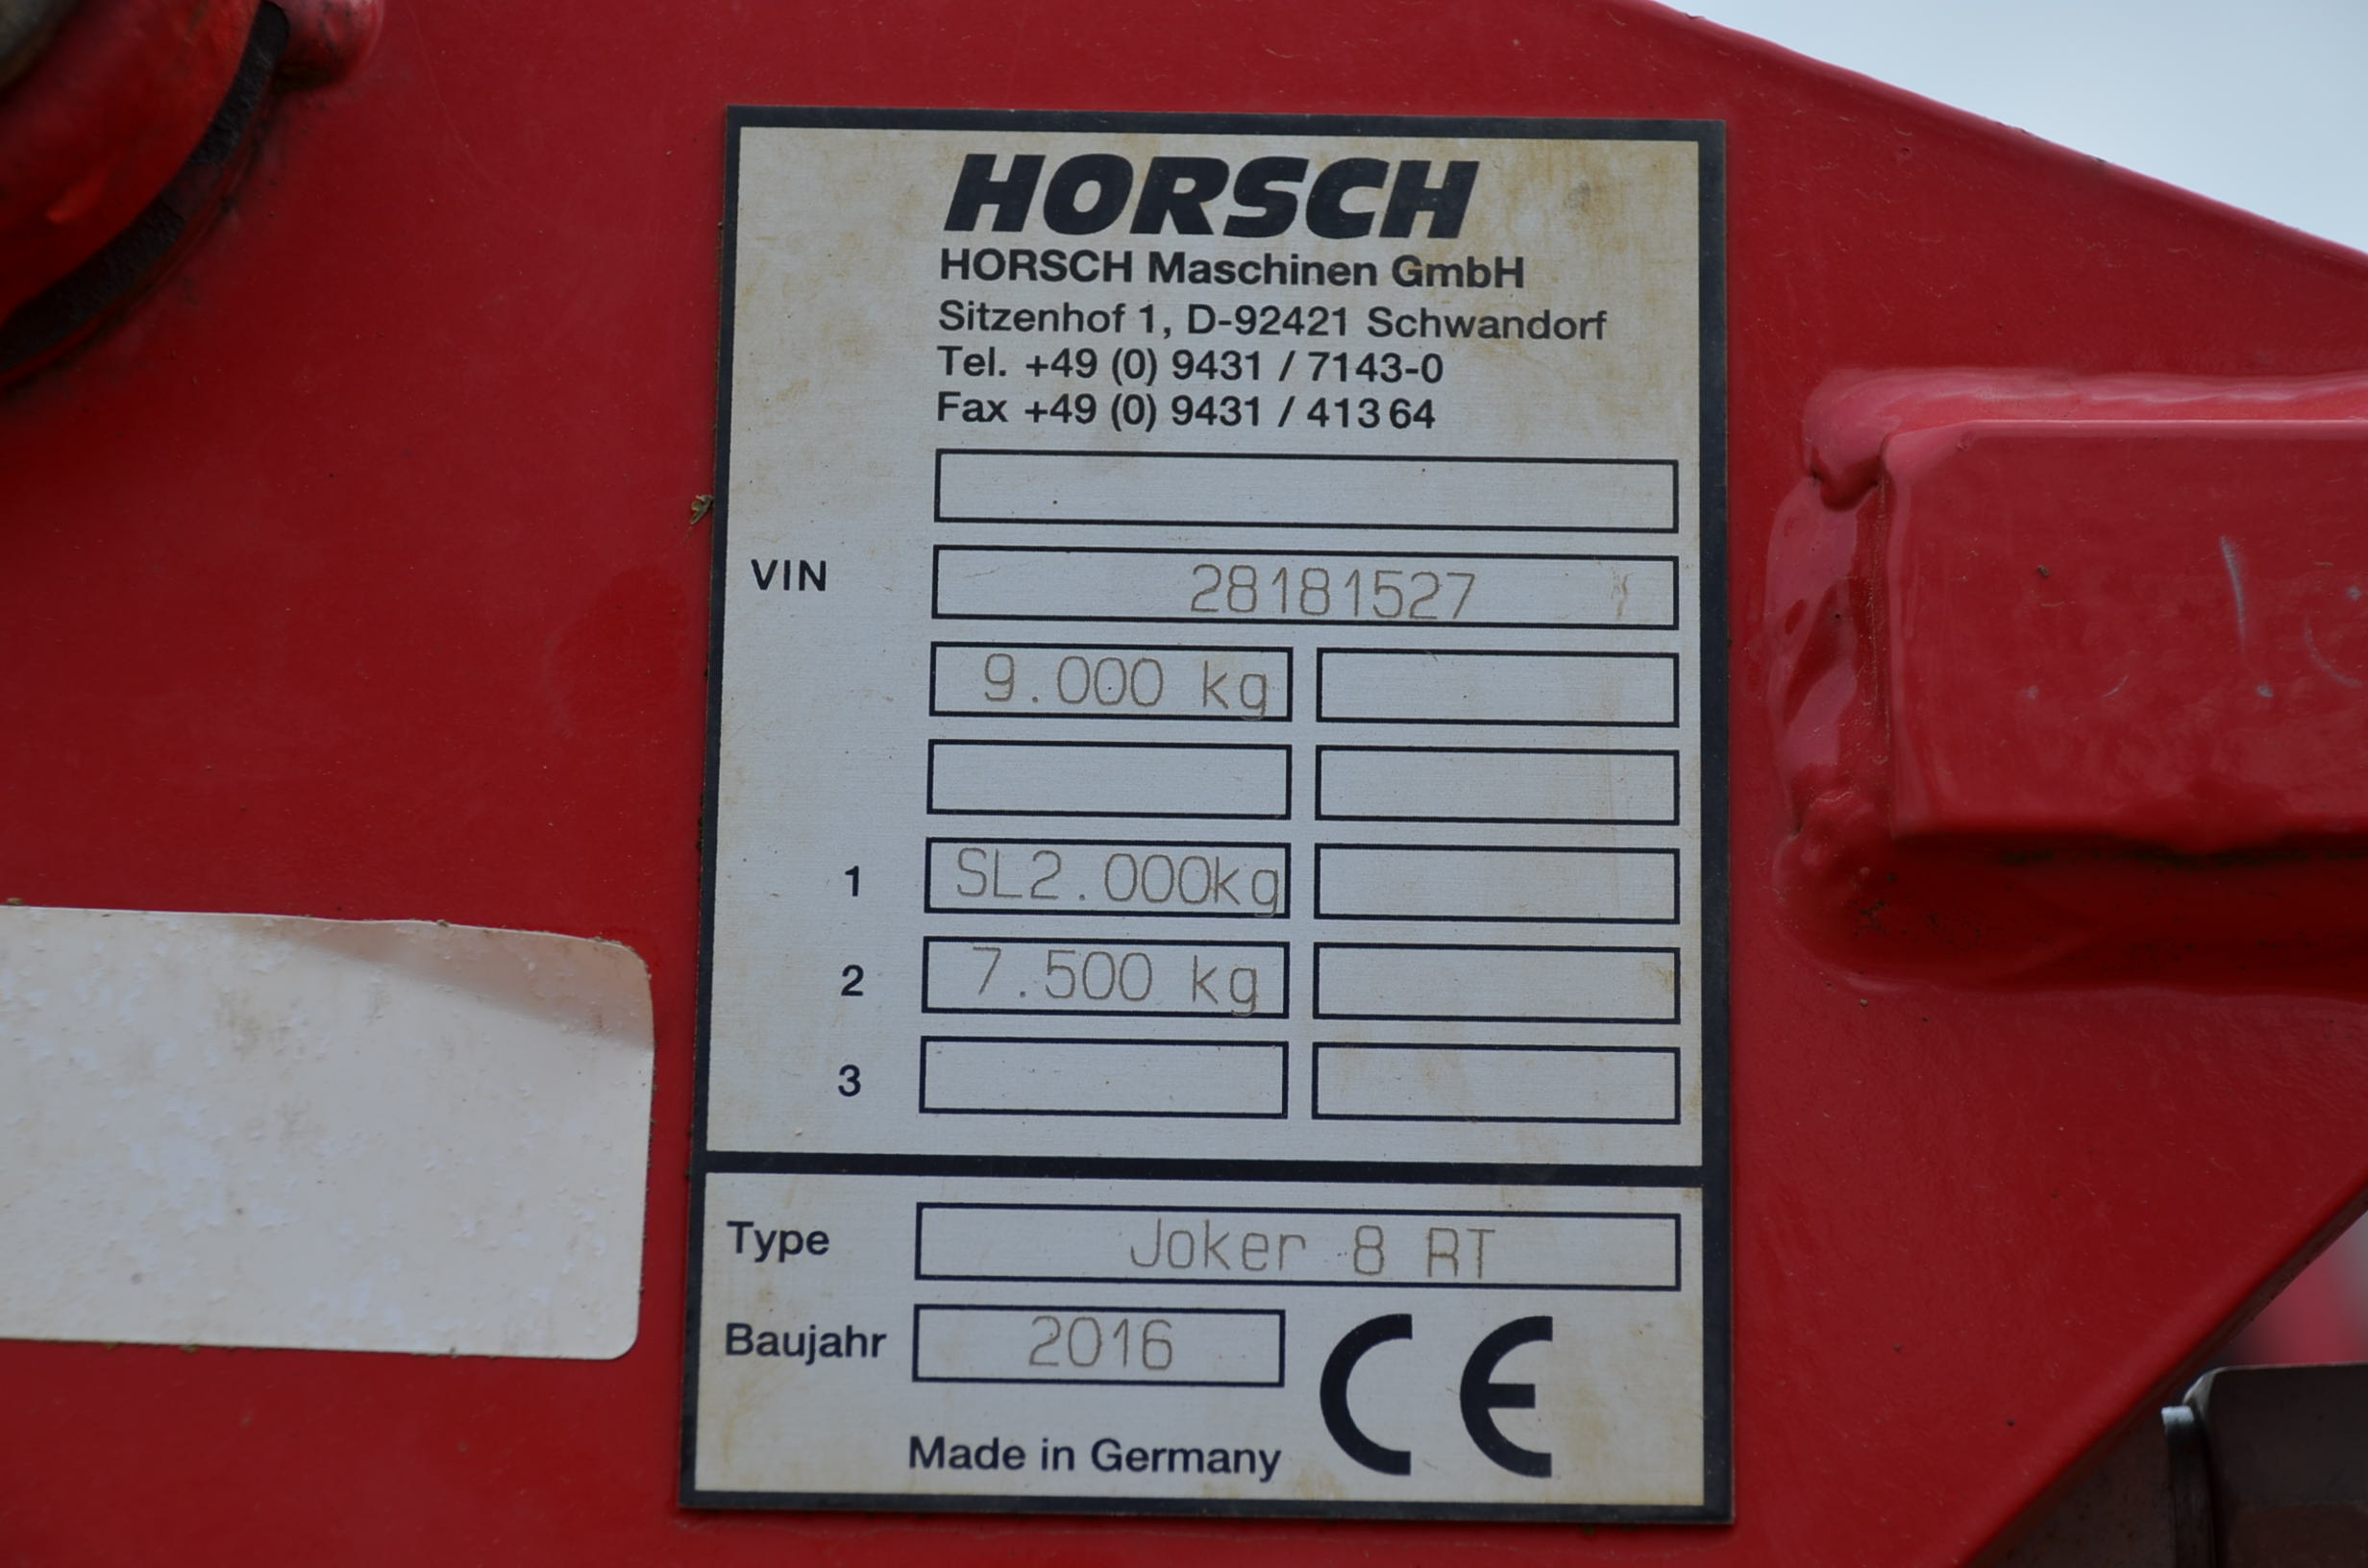 HORSCH
HORSCH Maschinen GmbH
Sitzenhof 1, D-92421 Schwandorf
Tel. +49 (0) 9431 / 7143-0
Fax +49 (0) 9431 / 41364
VIN 28181527
9.000 kg
1 SL2.000kg
2 7.500 kg
3
Type Joker 8 RT
Baujahr 2016 CE
Made in Germany